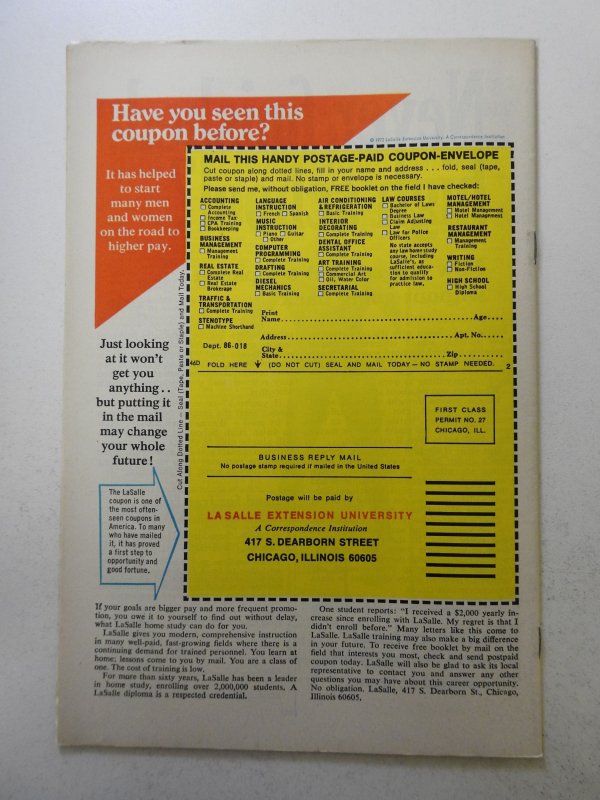 Have you seen this
coupon before?
© 1972 LaSalle Extension University, A Correspondence Institution
It has helped
to start
many men
and women
on the road to
higher pay.
MAIL THIS HANDY POSTAGE-PAID COUPON-ENVELOPE
Cut coupon along dotted lines, fill in your name and address . . . fold, seal (tape,
paste or staple) and mail. No stamp or envelope is necessary.
Please send me, without obligation, FREE booklet on the field I have checked:
ACCOUNTING
☐ Complete
Accounting
☐ Income Tax
☐ CPA Training
☐ Bookkeeping
BUSINESS
MANAGEMENT
☐ Management
Training
REAL ESTATE
☐ Complete Real
Estate
☐ Real Estate
Brokerage
TRAFFIC &
TRANSPORTATION
☐ Complete Training
STENOTYPE
☐ Machine Shorthand
LANGUAGE
INSTRUCTION
☐ French ☐ Spanish
MUSIC
INSTRUCTION
☐ Piano ☐ Guitar
☐ Other
COMPUTER
PROGRAMMING
☐ Complete Training
DRAFTING
☐ Complete Training
DIESEL
MECHANICS
☐ Basic Training
AIR CONDITIONING
& REFRIGERATION
☐ Basic Training
INTERIOR
DECORATING
☐ Complete Training
DENTAL OFFICE
ASSISTANT
☐ Complete Training
ART TRAINING
☐ Complete Training
☐ Commercial Art
☐ Oil, Water Color
SECRETARIAL
☐ Complete Training
LAW COURSES
☐ Bachelor of Laws
Degree
☐ Business Law
☐ Claim Adjusting
Law
☐ Law for Police
Officers
No state accepts
any law home study
course, including
LaSalle's, as
sufficient educa-
tion to qualify
for admission to
practice law.
MOTEL/HOTEL
MANAGEMENT
☐ Motel Management
☐ Hotel Management
RESTAURANT
MANAGEMENT
☐ Management
Training
WRITING
☐ Fiction
☐ Non-Fiction
HIGH SCHOOL
☐ High School
Diploma
Print
Name........ Age....
Address........ Apt. No.....
Dept. 86-018
City &
State........ Zip........
46D FOLD HERE ↓ (DO NOT CUT) SEAL AND MAIL TODAY—NO STAMP NEEDED. 2
Cut Along Dotted Line — Seal (Tape, Paste or Staple) and Mail Today.
Just looking
at it won't
get you
anything . .
but putting it
in the mail
may change
your whole
future!
The LaSalle
coupon is one of
the most often-
seen coupons in
America. To many
who have mailed
it, it has proved
a first step to
opportunity and
good fortune.
FIRST CLASS
PERMIT NO. 27
CHICAGO, ILL.
BUSINESS REPLY MAIL
No postage stamp required if mailed in the United States
Postage will be paid by
LA SALLE EXTENSION UNIVERSITY
A Correspondence Institution
417 S. DEARBORN STREET
CHICAGO, ILLINOIS 60605
If your goals are bigger pay and more frequent promo-
tion, you owe it to yourself to find out without delay,
what LaSalle home study can do for you.
LaSalle gives you modern, comprehensive instruction
in many well-paid, fast-growing fields where there is a
continuing demand for trained personnel. You learn at
home; lessons come to you by mail. You are a class of
one. The cost of training is low.
For more than sixty years, LaSalle has been a leader
in home study, enrolling over 2,000,000 students. A
LaSalle diploma is a respected credential.
One student reports: "I received a $2,000 yearly in-
crease since enrolling with LaSalle. My regret is that I
didn't enroll before." Many letters like this come to
LaSalle. LaSalle training may also make a big difference
in your future. To receive free booklet by mail on the
field that interests you most, check and send postpaid
coupon today. LaSalle will also be glad to ask its local
representative to contact you and answer any other
questions you may have about this career opportunity.
No obligation. LaSalle, 417 S. Dearborn St., Chicago,
Illinois 60605.